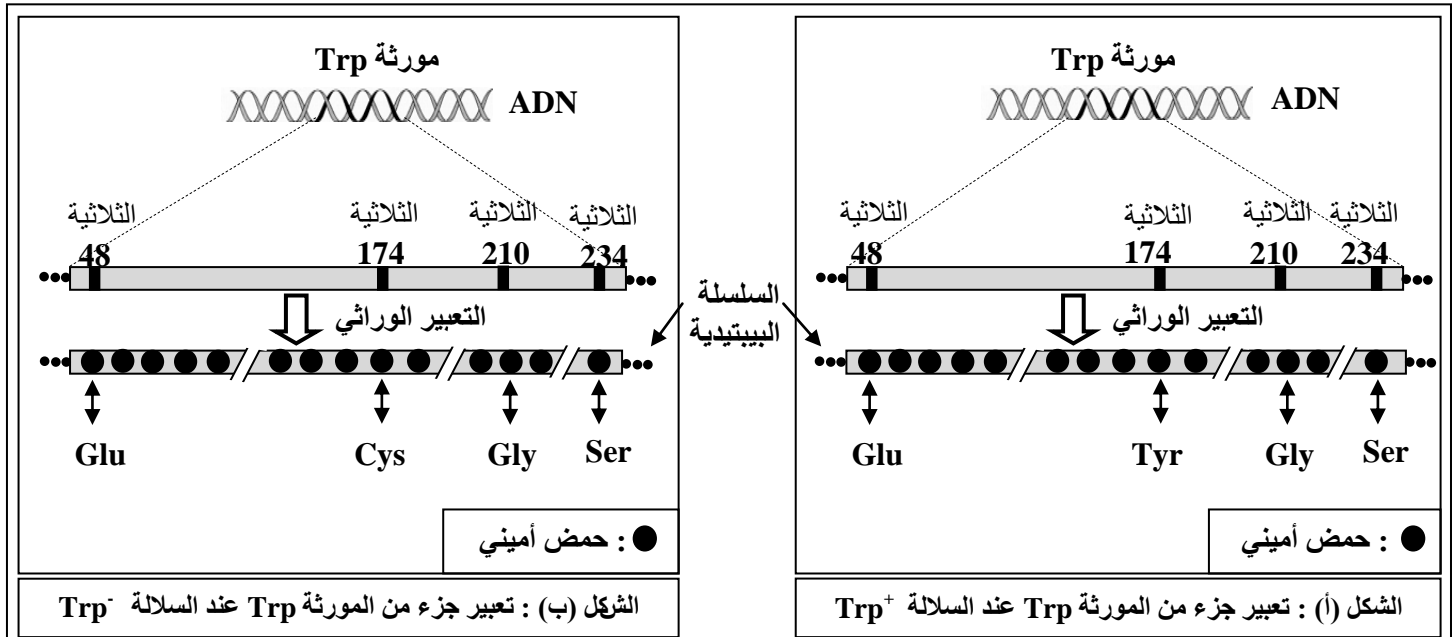 مورثة Trp
ADN
الثلاثية الثلاثية الثلاثية الثلاثية
48 174 210 234
التعبير الوراثي
Glu Tyr Gly Ser
● : حمض أميني
الشكل (أ) : تعبير جزء من المورثة Trp عند السلالة Trp⁺
السلسلة
البيبتيدية
مورثة Trp
ADN
الثلاثية الثلاثية الثلاثية الثلاثية
48 174 210 234
التعبير الوراثي
Glu Cys Gly Ser
● : حمض أميني
الشكل (ب) : تعبير جزء من المورثة Trp عند السلالة Trp⁻